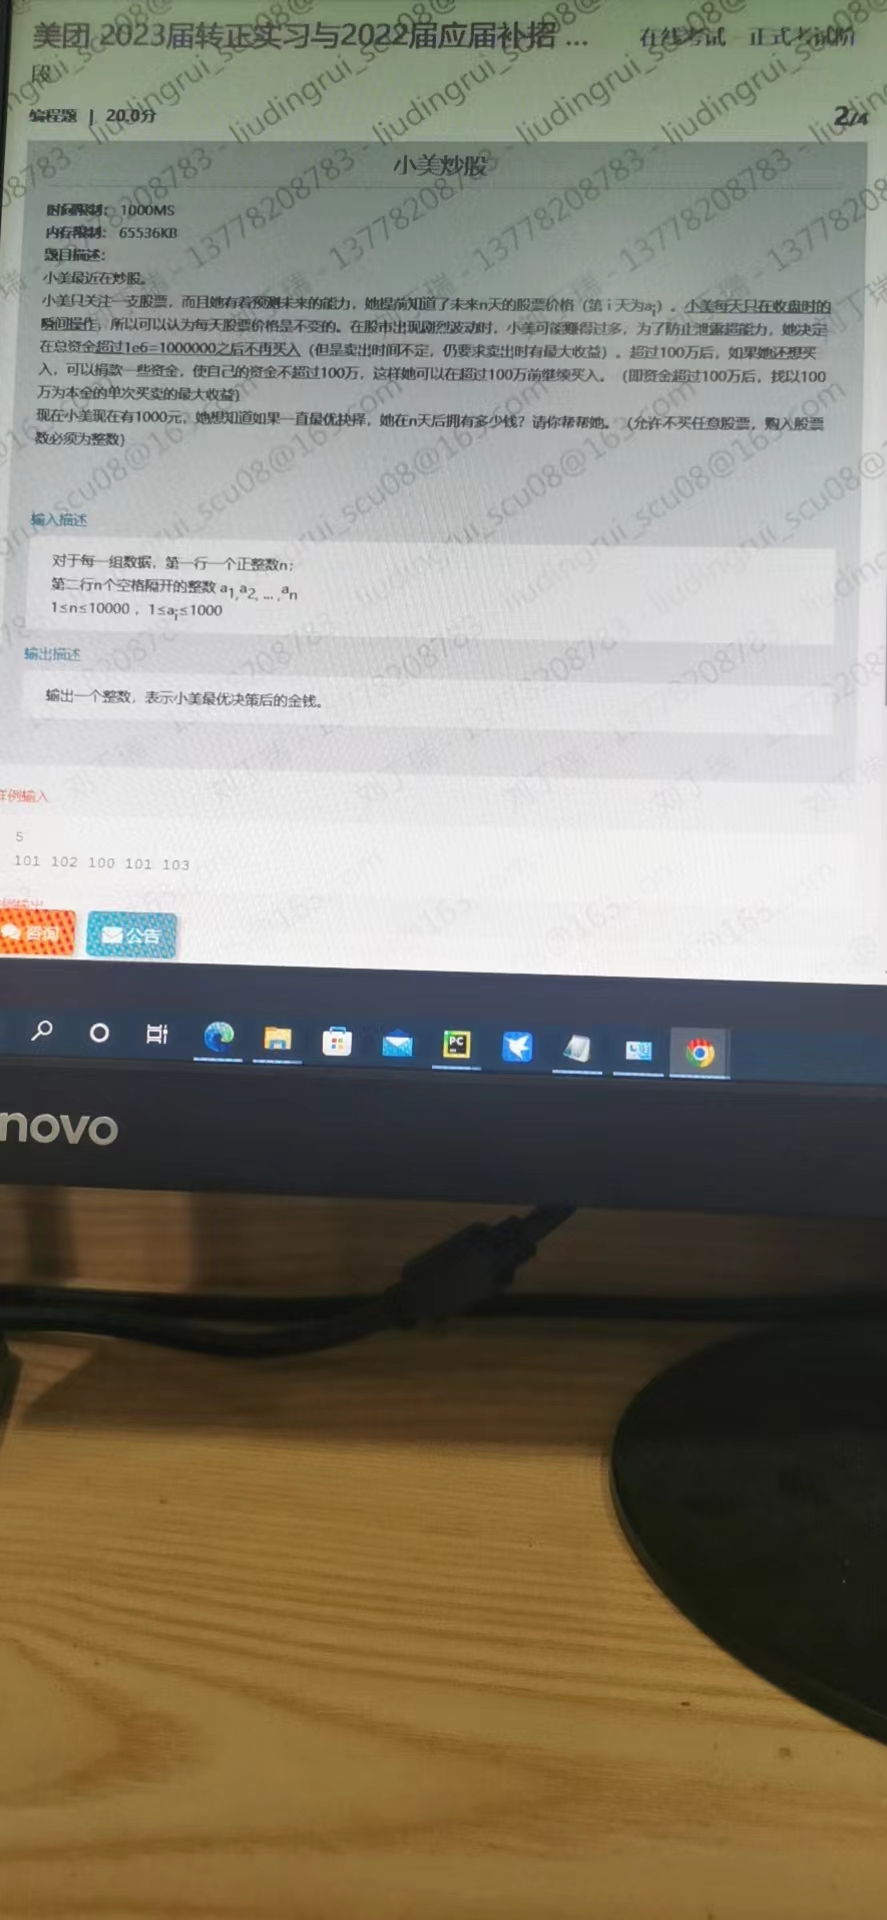 美团 2023届转正实习与2022届应届补招 ... 在线考试 正式考试阶
段
编程题 | 20.0分 2/4
小美炒股
时间限制： 1000MS
内存限制： 65536KB
题目描述：
小美最近在炒股。
小美只关注一支股票，而且她有着预测未来的能力，她提前知道了未来n天的股票价格（第 i 天为ai）。小美每天只在收盘时的
瞬间操作，所以可以认为每天股票价格是不变的。在股市出现剧烈波动时，小美可能赚得过多，为了防止泄露超能力，她决定
在总资金超过1e6=1000000之后不再买入（但是卖出时间不定，仍要求卖出时有最大收益）。超过100万后，如果她还想买
入，可以捐款一些资金，使自己的资金不超过100万，这样她可以在超过100万前继续买入。（即资金超过100万后，找以100
万为本金的单次买卖的最大收益）
现在小美现在有1000元，她想知道如果一直最优抉择，她在n天后拥有多少钱？请你帮帮她。（允许不买任意股票，购入股票
数必须为整数）
输入描述
对于每一组数据，第一行一个正整数n；
第二行n个空格隔开的整数 a1,a2, ... ,an
1≤n≤10000 ，1≤ai≤1000
输出描述
输出一个整数，表示小美最优决策后的金钱。
样例输入
5
101 102 100 101 103
咨询 公告
novo